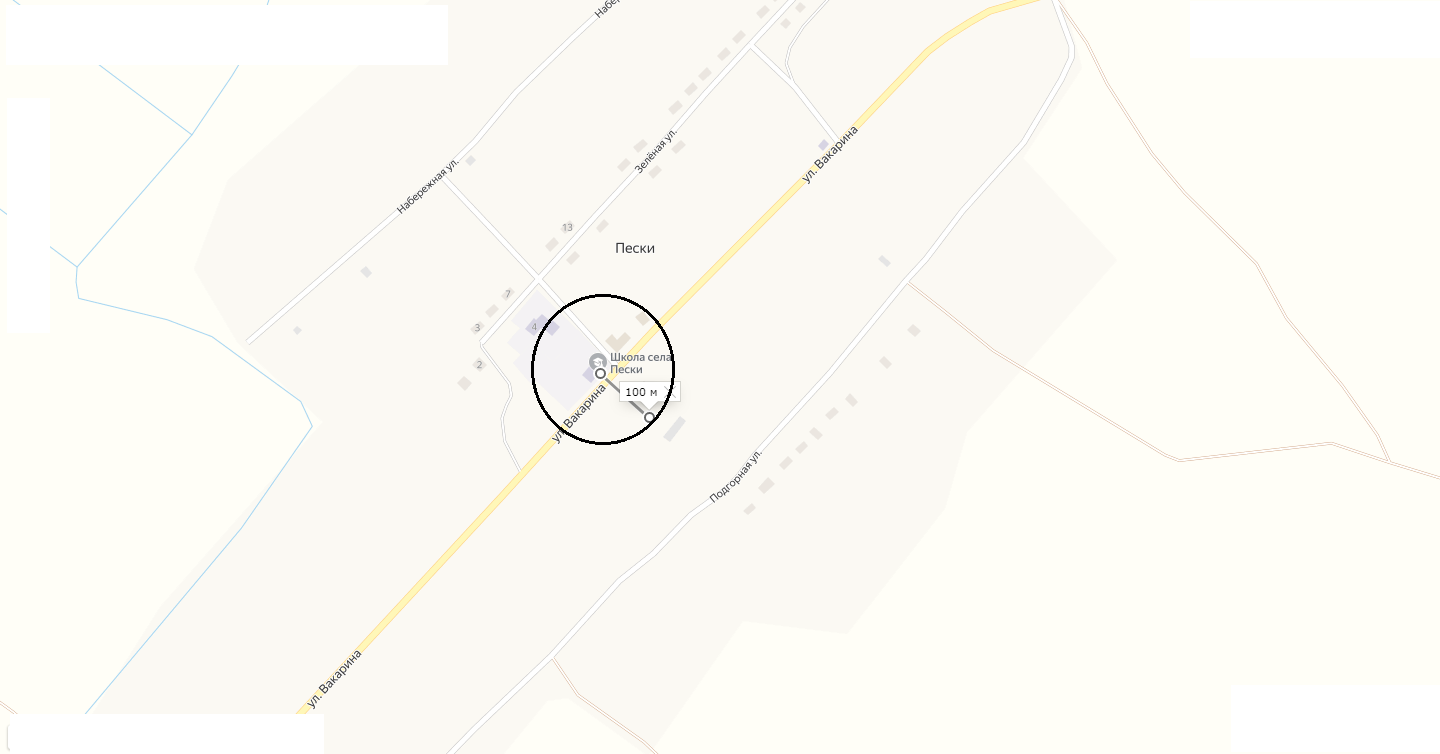 Набер
ул. Вакарина
Зелёная ул.
Набережная ул.
13
Пески
7
3
4
2
Школа села
Пески
100 м
ул. Вакарина
Подгорная ул.
ул. Вакарина